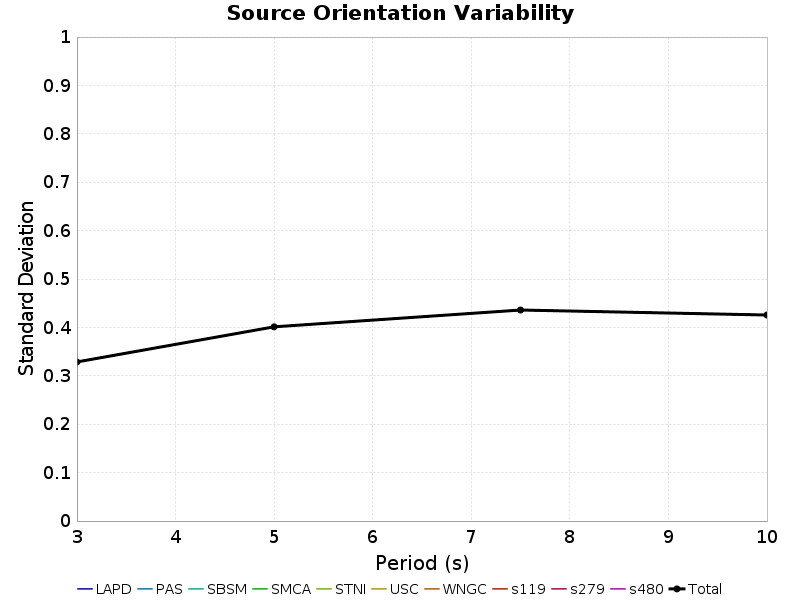 Source Orientation Variability
1
0.9
0.8
0.7
0.6
0.5
0.4
0.3
0.2
0.1
0
Standard Deviation
3 4 5 6 7 8 9 10
Period (s)
LAPD PAS SBSM SMCA STNI USC WNGC s119 s279 s480 Total